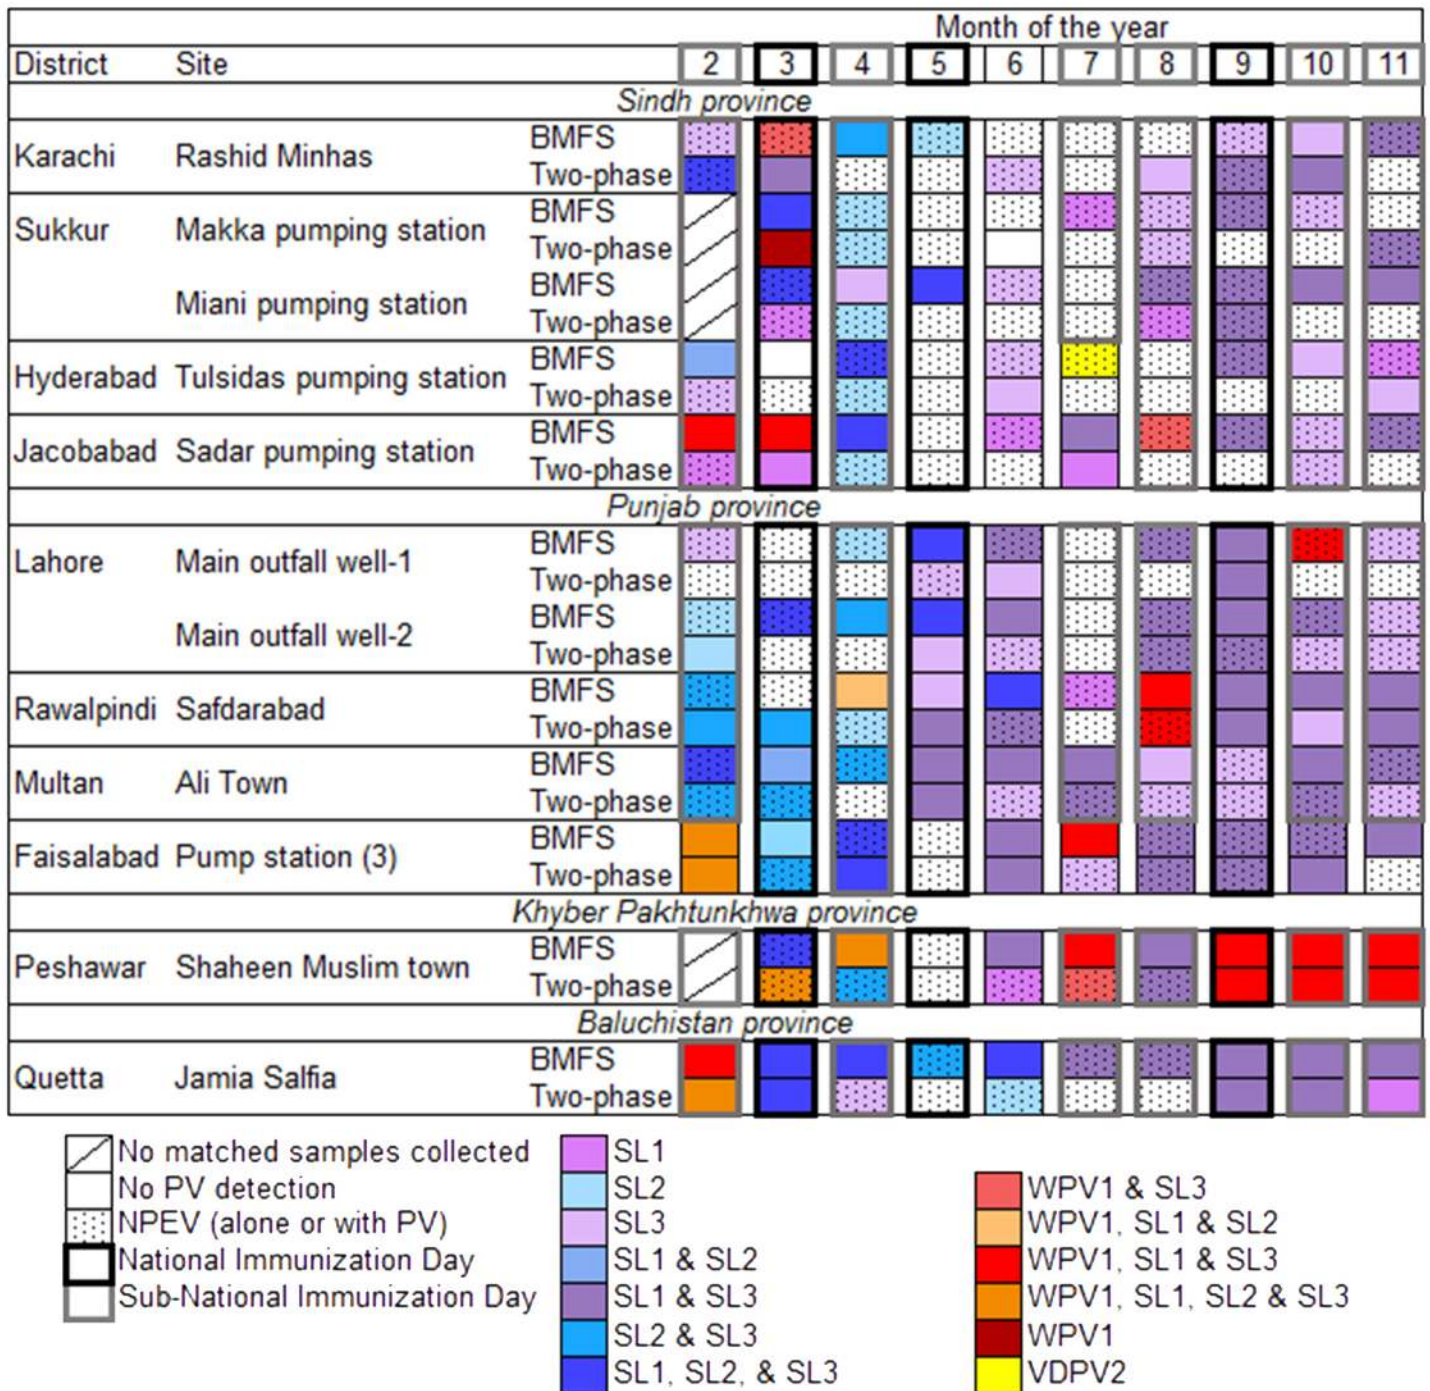 Month of the year
District Site 2 3 4 5 6 7 8 9 10 11
Sindh province
Karachi Rashid Minhas BMFS
Two-phase
Sukkur Makka pumping station BMFS
Two-phase
Miani pumping station BMFS
Two-phase
Hyderabad Tulsidas pumping station BMFS
Two-phase
Jacobabad Sadar pumping station BMFS
Two-phase
Punjab province
Lahore Main outfall well-1 BMFS
Two-phase
Main outfall well-2 BMFS
Two-phase
Rawalpindi Safdarabad BMFS
Two-phase
Multan Ali Town BMFS
Two-phase
Faisalabad Pump station (3) BMFS
Two-phase
Khyber Pakhtunkhwa province
Peshawar Shaheen Muslim town BMFS
Two-phase
Baluchistan province
Quetta Jamia Salfia BMFS
Two-phase
No matched samples collected
No PV detection
NPEV (alone or with PV)
National Immunization Day
Sub-National Immunization Day
SL1
SL2
SL3
SL1 & SL2
SL1 & SL3
SL2 & SL3
SL1, SL2, & SL3
WPV1 & SL3
WPV1, SL1 & SL2
WPV1, SL1 & SL3
WPV1, SL1, SL2 & SL3
WPV1
VDPV2